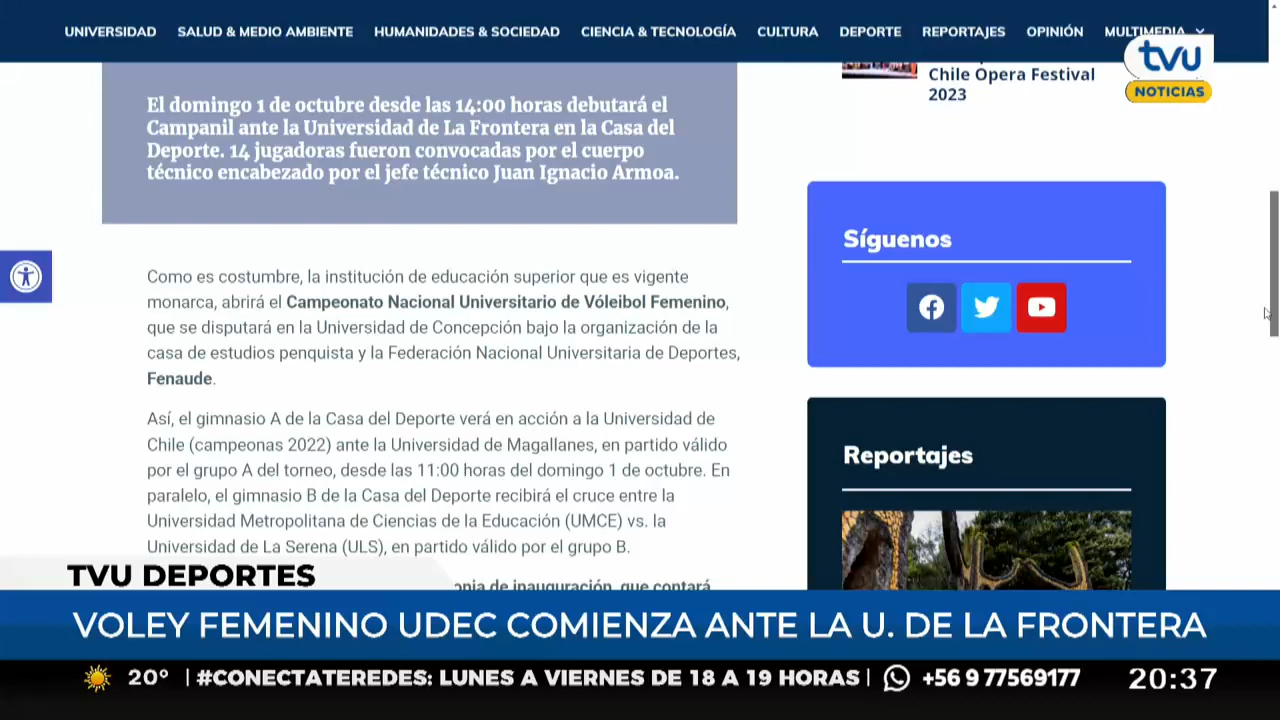 UNIVERSIDAD SALUD & MEDIO AMBIENTE HUMANIDADES & SOCIEDAD CIENCIA & TECNOLOGÍA CULTURA DEPORTE REPORTAJES OPINIÓN MULTIMEDIA
tvu
NOTICIAS
Chile Opera Festival
2023
El domingo 1 de octubre desde las 14:00 horas debutará el
Campanil ante la Universidad de La Frontera en la Casa del
Deporte. 14 jugadoras fueron convocadas por el cuerpo
técnico encabezado por el jefe técnico Juan Ignacio Armoa.
Síguenos
Como es costumbre, la institución de educación superior que es vigente
monarca, abrirá el Campeonato Nacional Universitario de Vóleibol Femenino,
que se disputará en la Universidad de Concepción bajo la organización de la
casa de estudios penquista y la Federación Nacional Universitaria de Deportes,
Fenaude.
Así, el gimnasio A de la Casa del Deporte verá en acción a la Universidad de
Chile (campeonas 2022) ante la Universidad de Magallanes, en partido válido
por el grupo A del torneo, desde las 11:00 horas del domingo 1 de octubre. En
paralelo, el gimnasio B de la Casa del Deporte recibirá el cruce entre la
Universidad Metropolitana de Ciencias de la Educación (UMCE) vs. la
Universidad de La Serena (ULS), en partido válido por el grupo B.
de inauguración, que contará
Reportajes
TVU DEPORTES
VOLEY FEMENINO UDEC COMIENZA ANTE LA U. DE LA FRONTERA
20° | #CONECTATEREDES: LUNES A VIERNES DE 18 A 19 HORAS | +56 9 77569177 20:37